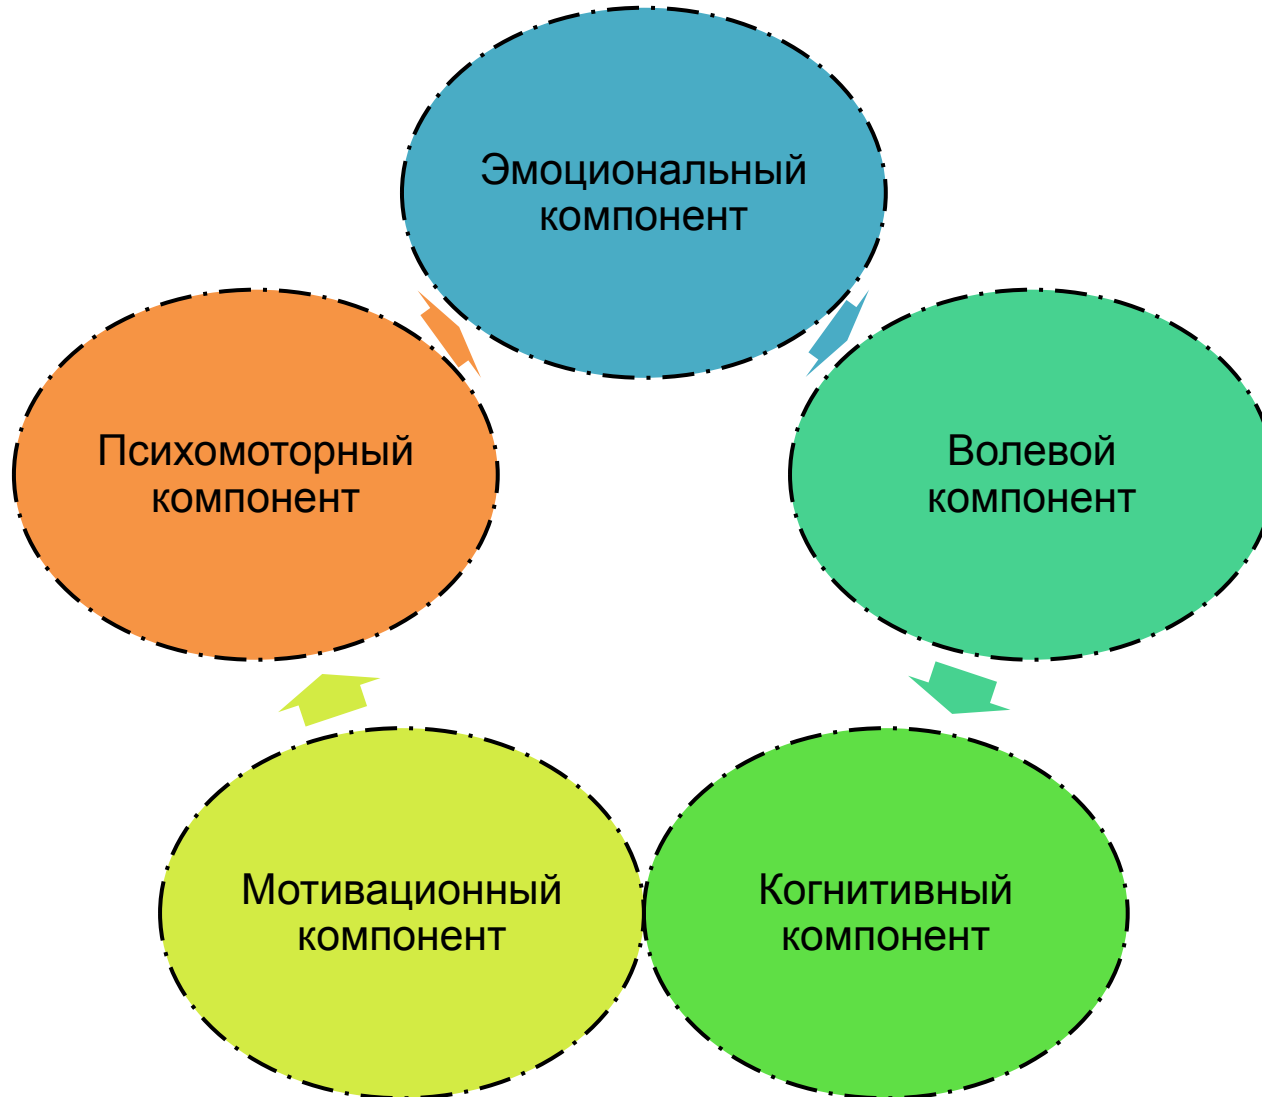 Эмоциональный
компонент
Психомоторный
компонент
Волевой
компонент
Мотивационный
компонент
Когнитивный
компонент